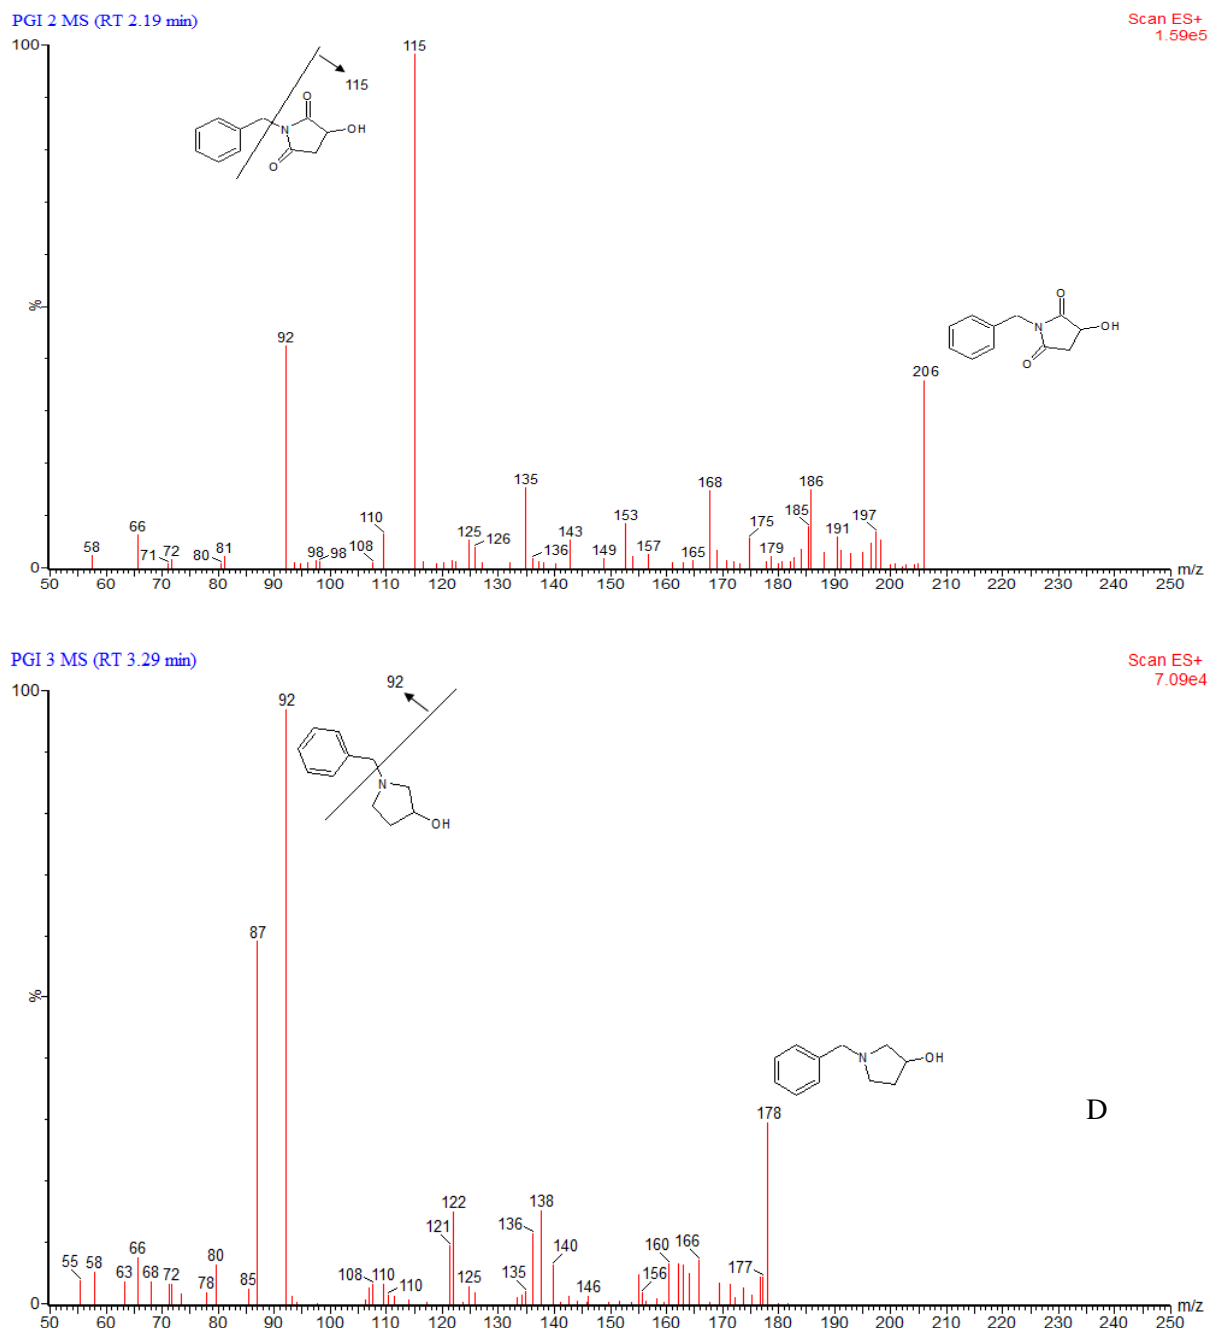 PGI 2 MS (RT 2.19 min)
Scan ES+
1.59e5
100
115
115
O
N
OH
O
%
92
O
N
OH
O
206
135
168
186
66
110
153
185
197
58
71
72
80
81
98
98
108
125
126
136
143
149
157
165
175
179
191
0
m/z
50 60 70 80 90 100 110 120 130 140 150 160 170 180 190 200 210 220 230 240 250
PGI 3 MS (RT 3.29 min)
Scan ES+
7.09e4
100
92
92
N
OH
87
%
N
OH
178
D
122
138
121
136
140
160
166
66
80
55
58
63
68
72
78
85
108
110
110
125
135
146
156
177
0
m/z
50 60 70 80 90 100 110 120 130 140 150 160 170 180 190 200 210 220 230 240 250